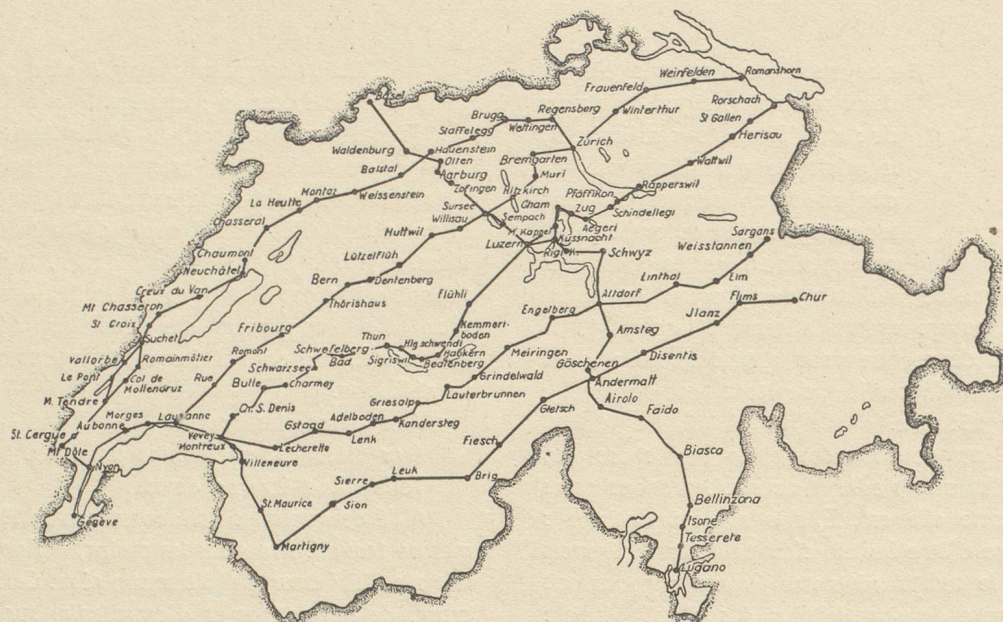 Basel
Weinfelden
Romanshorn
Frauenfeld
Rorschach
Regensberg
Winterthur
St Gallen
Brugg
Wettingen
Herisau
Staffelegg
Zürich
Waldenburg
Hauenstein
Bremgarten
Wattwil
Olten
Balstal
Aarburg
Muri
Zofingen
Rapperswil
Montoz
Weissenstein
Hitzkirch
Pfäffikon
La Heutte
Cham
Zug
Schindellegi
Sursee
Sempach
Aegeri
Chasseral
Willisau
M. Kappel
Sargans
Huttwil
Küssnacht
Luzern
Weisstannen
Rigi K.
Schwyz
Chaumont
Lützelflüh
Neuchâtel
Linthal
Elm
Bern
Dentenberg
Creux du Van
Flühli
Altdorf
Flims
Chur
Thörishaus
Mt Chasseron
Engelberg
Jlanz
St Croix
Fribourg
Kemmeri-
boden
Amsteg
Suchet
Thun
Hlg schwendi
Schwefelberg
Bad
Meiringen
Vallorbe
Romainmôtier
Romont
Habkern
Disentis
Sigriswil
Beatenberg
Göschenen
Schwarzsee
Le Pont
Col de
Mollendruz
Rue
Bulle
Charmey
Grindelwald
Andermatt
Lauterbrunnen
M. Tendre
Griesalp
Gletsch
Airolo
Ch. S. Denis
Faido
Morges
Lausanne
Adelboden
Gstaad
Kandersteg
Aubonne
St. Cergue
Vevey
Lenk
Fiesch
Montreux
Lecherette
Mt Dôle
Biasca
Nyon
Villeneuve
Leuk
Brig
Sierre
St. Maurice
Sion
Bellinzona
Genève
Isone
Tesserete
Martigny
Lugano